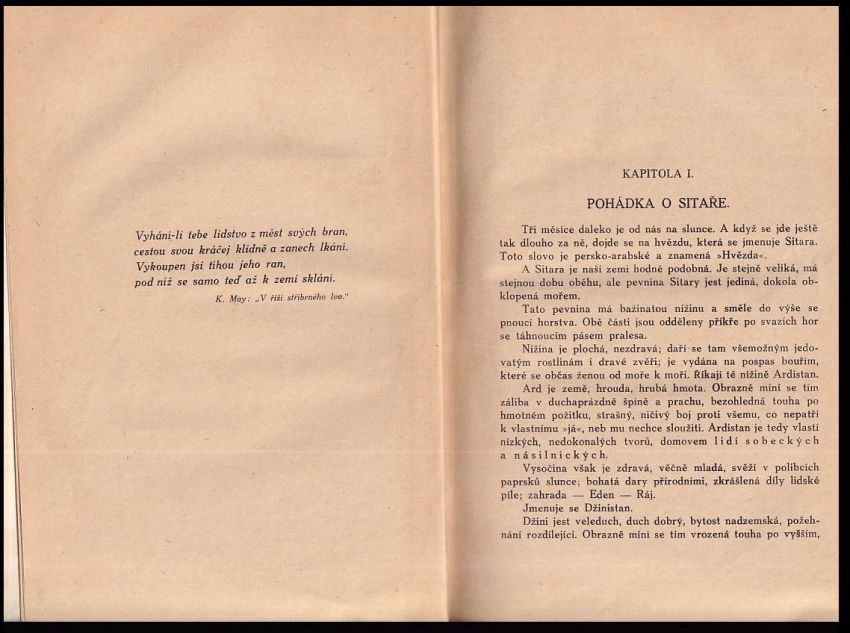 Vyhání-li tebe lidstvo z měst svých bran,
cestou svou kráčej klidně a zanech lkání.
Vykoupen jsi tíhou jeho ran,
pod níž se samo teď až k zemi sklání.
K. May: „V říši stříbrného lva."
KAPITOLA I.
POHÁDKA O SITAŘE.
Tři měsíce daleko je od nás na slunce. A když se jde ještě
tak dlouho za ně, dojde se na hvězdu, která se jmenuje Sitara.
Toto slovo je persko-arabské a znamená »Hvězda«.
A Sitara je naší zemi hodně podobná. Je stejně veliká, má
stejnou dobu oběhu, ale pevnina Sitary jest jediná, dokola ob-
klopená mořem.
Tato pevnina má bažinatou nížinu a směle do výše se
pnoucí horstva. Obě části jsou odděleny příkře po svazích hor
se táhnoucím pásem pralesa.
Nížina je plochá, nezdravá; daří se tam všemožným jedo-
vatým rostlinám i dravé zvěři; je vydána na pospas bouřím,
které se občas ženou od moře k moři. Říkají té nížině Ardistan.
Ard je země, hrouda, hrubá hmota. Obrazně míní se tím
záliba v duchaprázdné špíně a prachu, bezohledná touha po
hmotném požitku, strašný, ničivý boj proti všemu, co nepatří
k vlastnímu »já«, neb mu nechce sloužiti. Ardistan je tedy vlastí
nízkých, nedokonalých tvorů, domovem lidí sobeckých
a násilnických.
Vysočina však je zdravá, věčně mladá, svěží v polibcích
paprsků slunce; bohatá dary přírodními, zkrášlená díly lidské
píle; zahrada — Eden — Ráj.
Jmenuje se Džinistan.
Džini jest veleduch, duch dobrý, bytost nadzemská, požeh-
nání rozdílející. Obrazně míní se tím vrozená touha po vyšším,